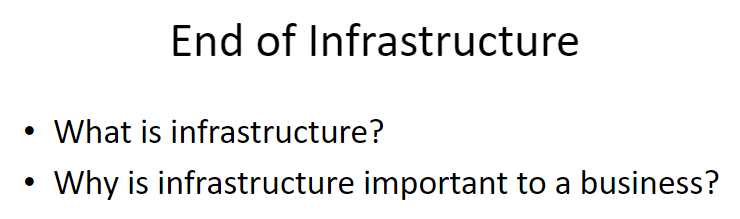 End of Infrastructure
• What is infrastructure?
• Why is infrastructure important to a business?